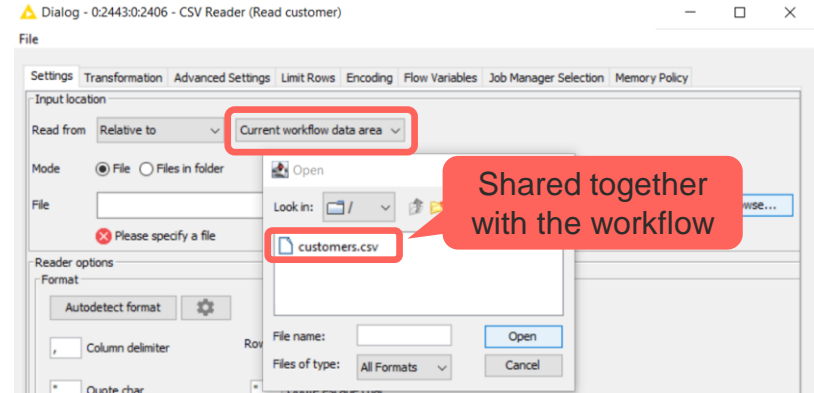 Dialog - 0:2443:0:2406 - CSV Reader (Read customer)
File
Settings Transformation Advanced Settings Limit Rows Encoding Flow Variables Job Manager Selection Memory Policy
Input location
Read from Relative to Current workflow data area
Mode File Files in folder
Open
Shared together
with the workflow
File
Look in: /
wse...
Please specify a file
customers.csv
Reader options
Format
Autodetect format
File name: Open
, Column delimiter Row
Files of type: All Formats Cancel
" Quote char "